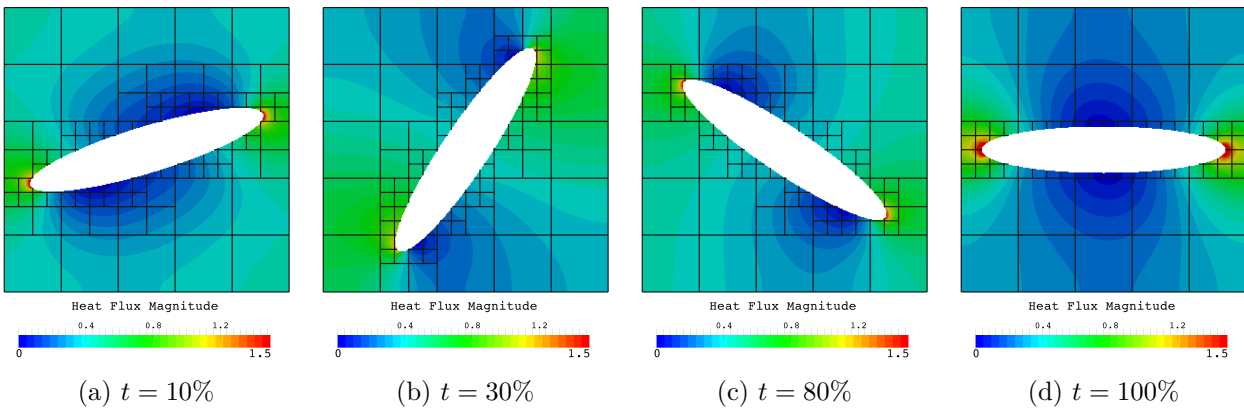 Heat Flux Magnitude Heat Flux Magnitude Heat Flux Magnitude Heat Flux Magnitude
0.4 0.8 1.2 0.4 0.8 1.2 0.4 0.8 1.2 0.4 0.8 1.2
0 1.5 0 1.5 0 1.5 0 1.5
(a) t = 10% (b) t = 30% (c) t = 80% (d) t = 100%